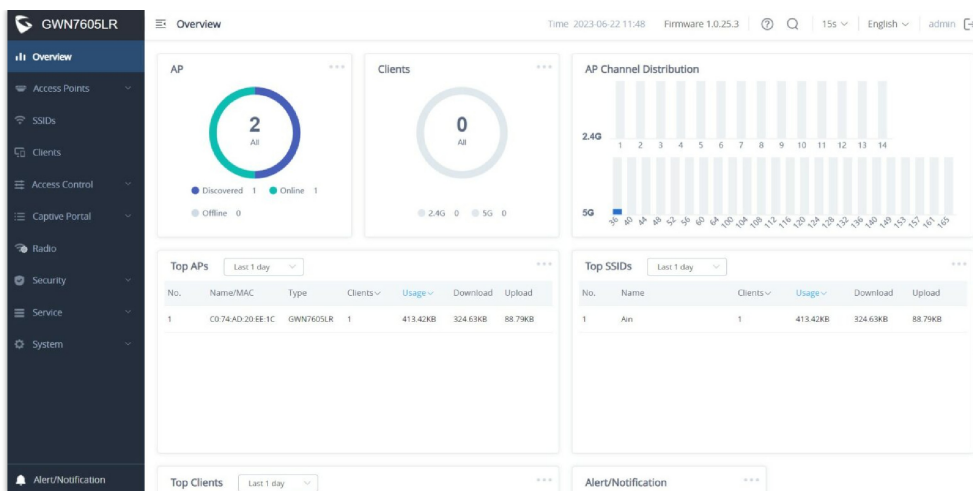 GWN7605LR
Overview
Time 2023-06-22 11:48 Firmware 1.0.25.3 15s English admin
Overview
Access Points
SSIDs
Clients
Access Control
Captive Portal
Radio
Security
Service
System
Alert/Notification
AP
2
All
Discovered 1 Online 1
Offline 0
Clients
0
All
2.4G 0 5G 0
AP Channel Distribution
2.4G
1 2 3 4 5 6 7 8 9 10 11 12 13 14
5G
36 40 44 48 52 56 60 64 100 104 108 112 116 120 124 128 132 136 140 149 153 157 161 165
Top APs Last 1 day
No. Name/MAC Type Clients Usage Download Upload
1 C0:74:AD:20:EE:1C GWN7605LR 1 413.42KB 324.63KB 88.79KB
Top SSIDs Last 1 day
No. Name Clients Usage Download Upload
1 Ain 1 413.42KB 324.63KB 88.79KB
Top Clients Last 1 day
Alert/Notification